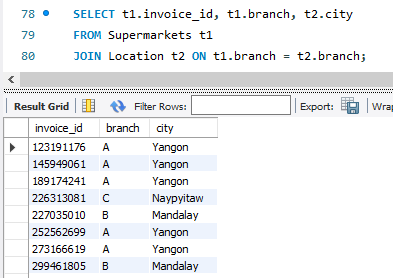 78 SELECT t1.invoice_id, t1.branch, t2.city
79 FROM Supermarkets t1
80 JOIN Location t2 ON t1.branch = t2.branch;
Result Grid Filter Rows: Export: Wrap
invoice_id branch city
123191176 A Yangon
145949061 A Yangon
189174241 A Yangon
226313081 C Naypyitaw
227035010 B Mandalay
252562699 A Yangon
273166619 A Yangon
299461805 B Mandalay